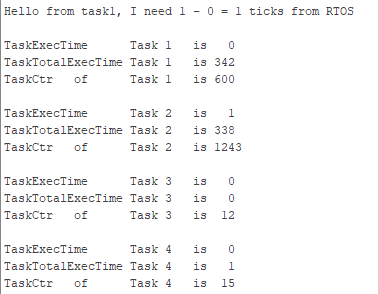 Hello from task1, I need 1 - 0 = 1 ticks from RTOS
TaskExecTime Task 1 is 0
TaskTotalExecTime Task 1 is 342
TaskCtr of Task 1 is 600
TaskExecTime Task 2 is 1
TaskTotalExecTime Task 2 is 338
TaskCtr of Task 2 is 1243
TaskExecTime Task 3 is 0
TaskTotalExecTime Task 3 is 0
TaskCtr of Task 3 is 12
TaskExecTime Task 4 is 0
TaskTotalExecTime Task 4 is 1
TaskCtr of Task 4 is 15